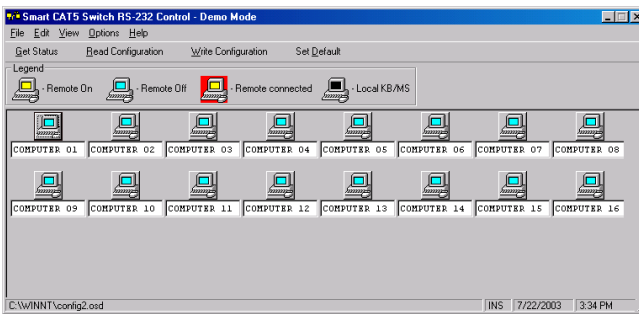 Smart CAT5 Switch RS-232 Control - Demo Mode
File Edit View Options Help
Get Status Read Configuration Write Configuration Set Default
Legend
- Remote On - Remote Off - Remote connected - Local KB/MS
COMPUTER 01 COMPUTER 02 COMPUTER 03 COMPUTER 04 COMPUTER 05 COMPUTER 06 COMPUTER 07 COMPUTER 08
COMPUTER 09 COMPUTER 10 COMPUTER 11 COMPUTER 12 COMPUTER 13 COMPUTER 14 COMPUTER 15 COMPUTER 16
C:\WINNT\config2.osd INS 7/22/2003 3:34 PM